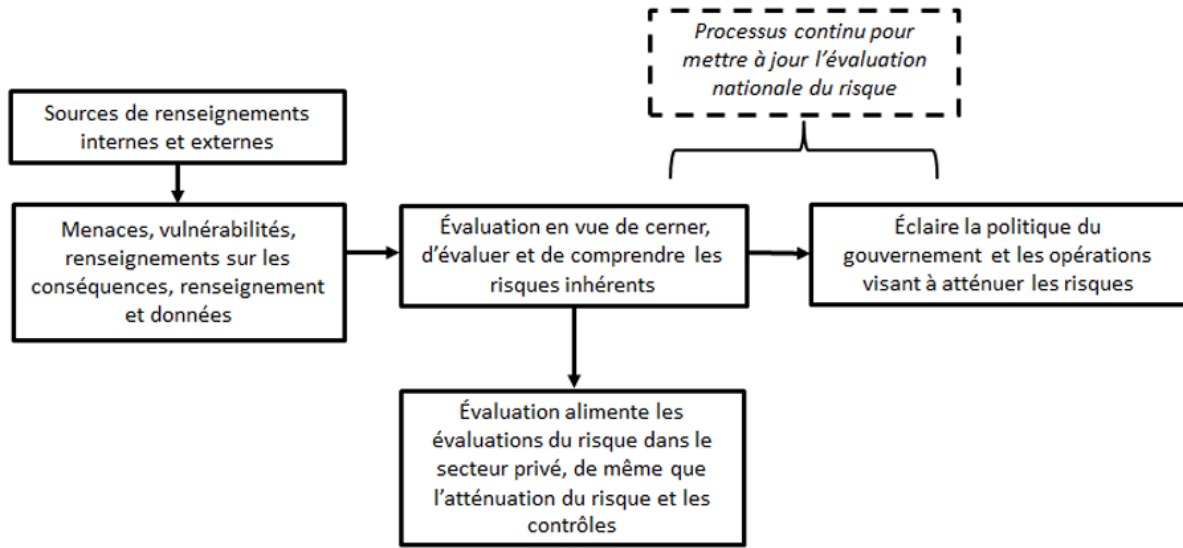 Processus continu pour
mettre à jour l’évaluation
nationale du risque
Sources de renseignements
internes et externes
Menaces, vulnérabilités,
renseignements sur les
conséquences, renseignement
et données
Évaluation en vue de cerner,
d’évaluer et de comprendre les
risques inhérents
Éclaire la politique du
gouvernement et les opérations
visant à atténuer les risques
Évaluation alimente les
évaluations du risque dans le
secteur privé, de même que
l’atténuation du risque et les
contrôles